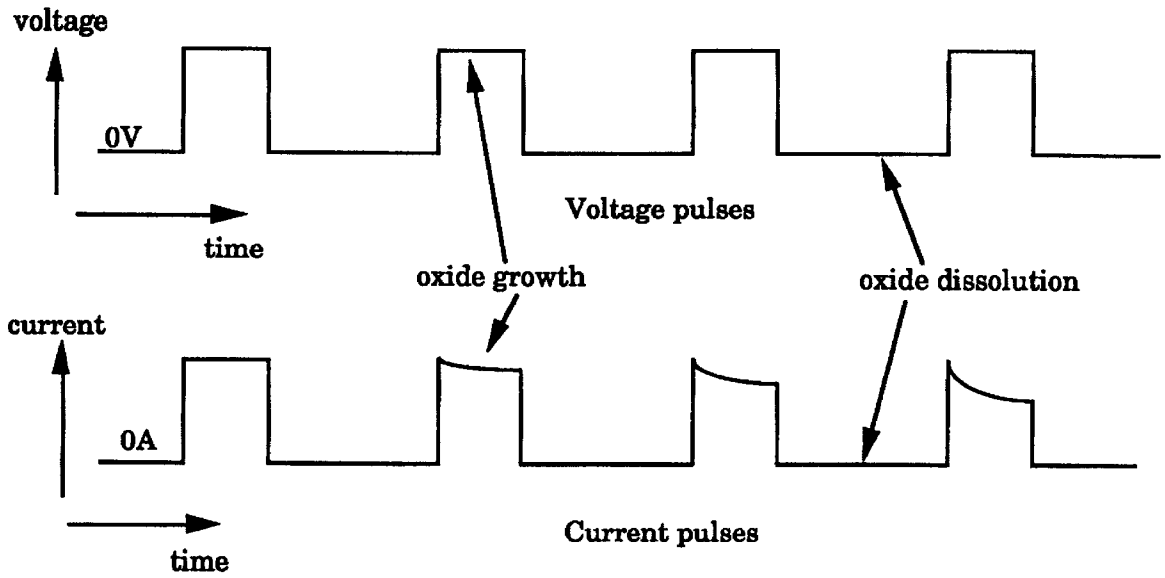 voltage
0V
Voltage pulses
time
oxide growth
oxide dissolution
current
0A
Current pulses
time